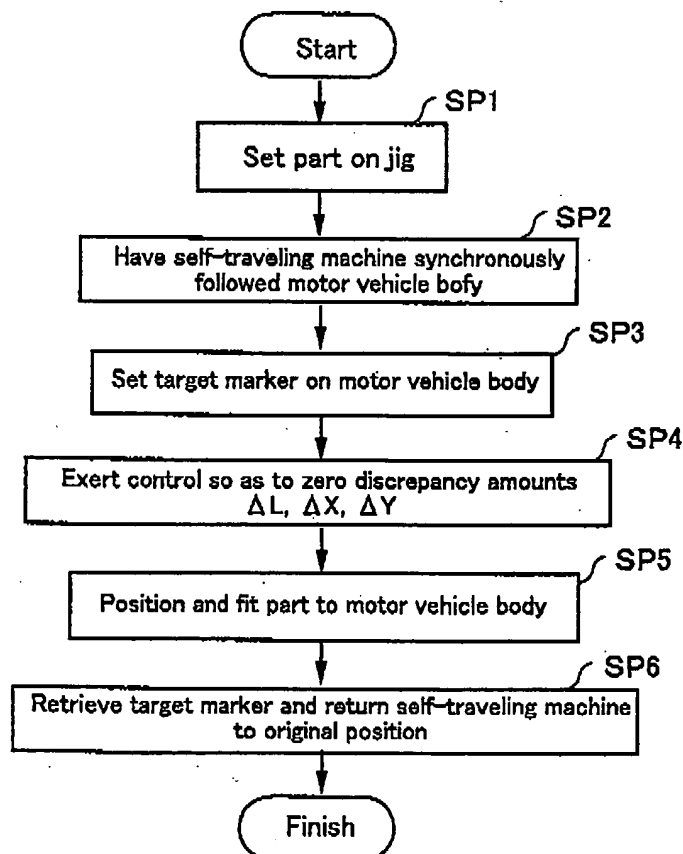 Start
SP1
Set part on jig
SP2
Have self-traveling machine synchronously
followed motor vehicle bofy
SP3
Set target marker on motor vehicle body
SP4
Exert control so as to zero discrepancy amounts
ΔL, ΔX, ΔY
SP5
Position and fit part to motor vehicle body
SP6
Retrieve target marker and return self-traveling machine
to original position
Finish